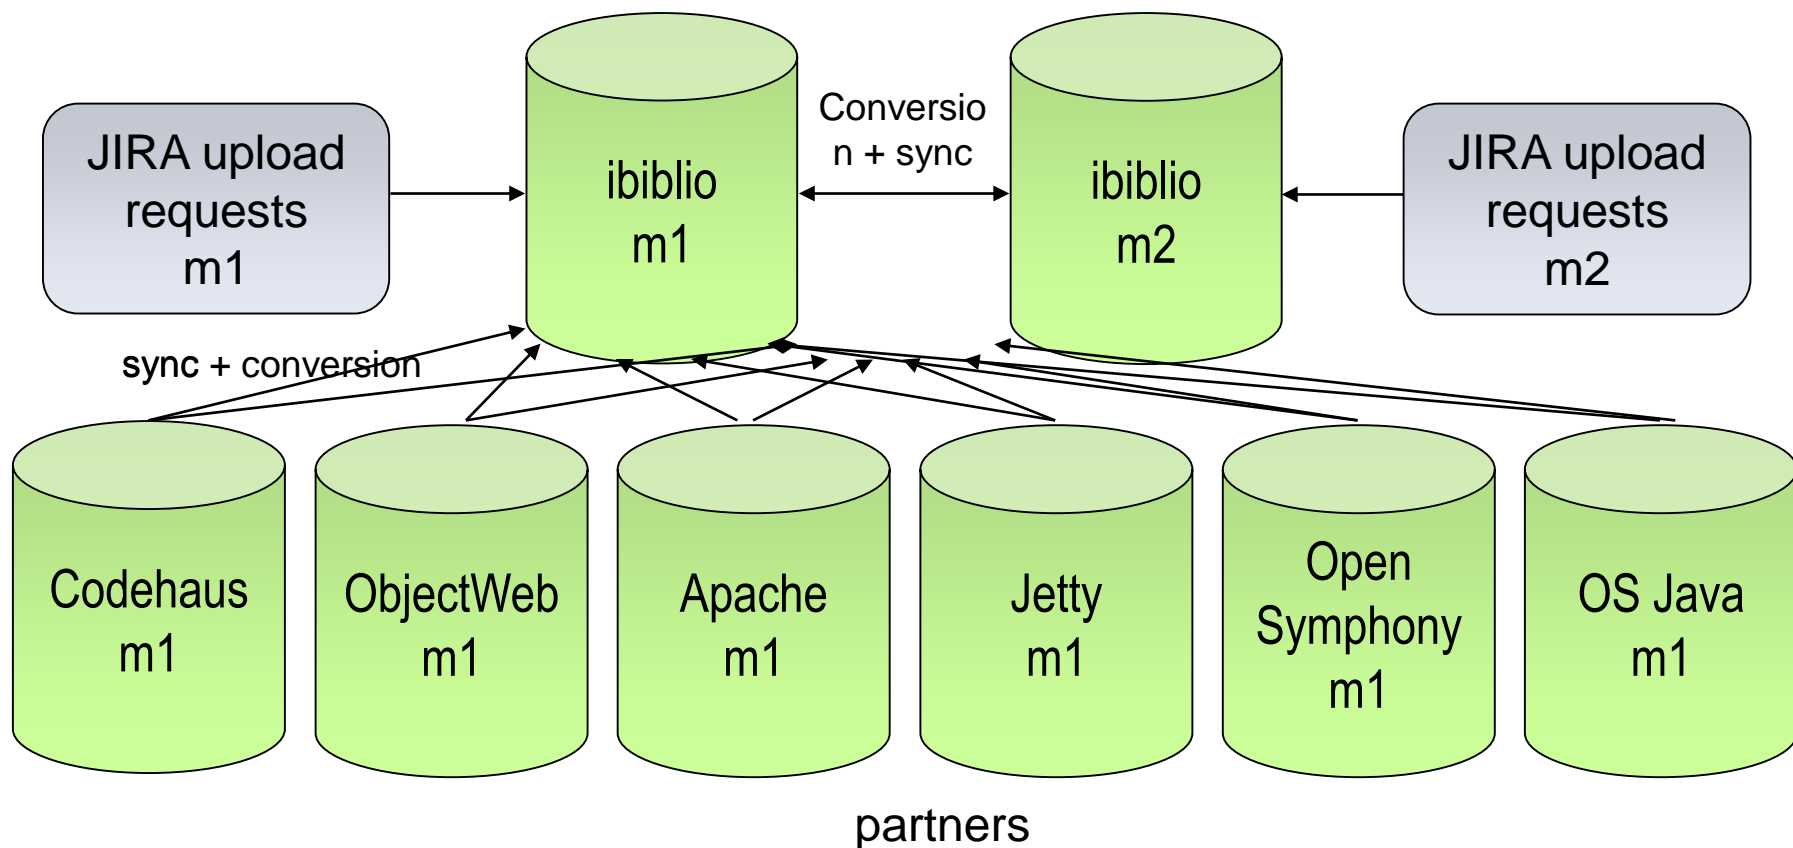 JIRA upload
requests
m1
ibiblio
m1
Conversio
n + sync
ibiblio
m2
JIRA upload
requests
m2
sync + conversion
Codehaus
m1
ObjectWeb
m1
Apache
m1
Jetty
m1
Open
Symphony
m1
OS Java
m1
partners